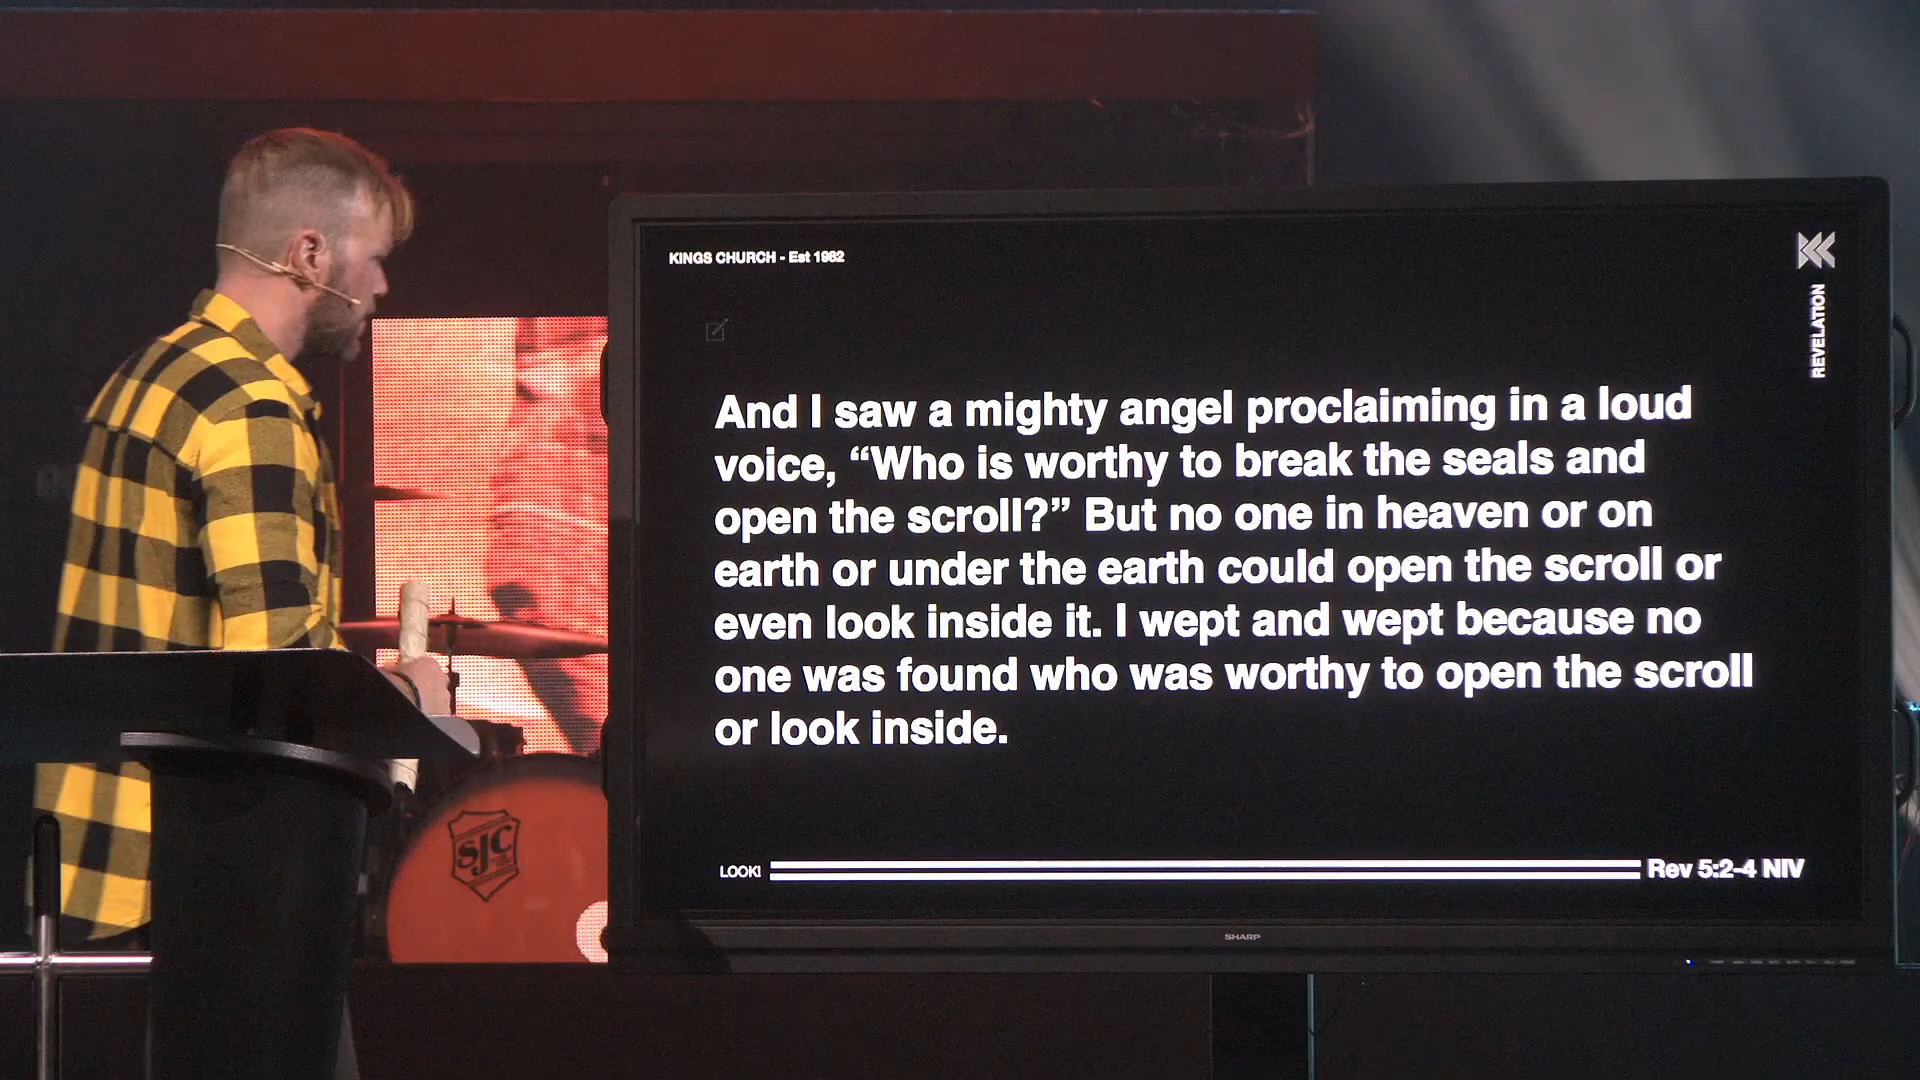 KINGS CHURCH - Est 1982
REVELATION
And I saw a mighty angel proclaiming in a loud
voice, “Who is worthy to break the seals and
open the scroll?” But no one in heaven or on
earth or under the earth could open the scroll or
even look inside it. I wept and wept because no
one was found who was worthy to open the scroll
or look inside.
LOOK!
Rev 5:2-4 NIV
SHARP
SJC